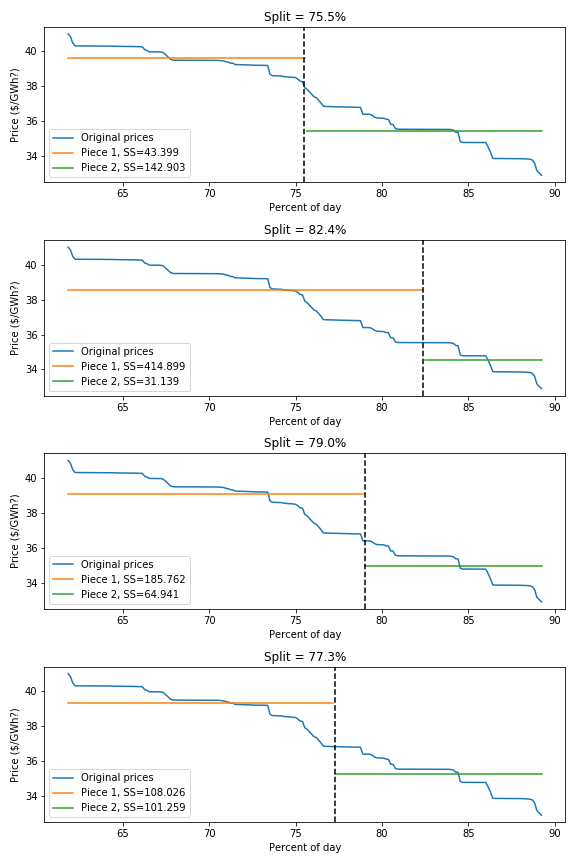 Split = 75.5%
40
38
36
34
Price ($/GWh?)
Original prices
Piece 1, SS=43.399
Piece 2, SS=142.903
65
70
75
80
85
90
Percent of day
Split = 82.4%
40
38
36
34
Price ($/GWh?)
Original prices
Piece 1, SS=414.899
Piece 2, SS=31.139
65
70
75
80
85
90
Percent of day
Split = 79.0%
40
38
36
34
Price ($/GWh?)
Original prices
Piece 1, SS=185.762
Piece 2, SS=64.941
65
70
75
80
85
90
Percent of day
Split = 77.3%
40
38
36
34
Price ($/GWh?)
Original prices
Piece 1, SS=108.026
Piece 2, SS=101.259
65
70
75
80
85
90
Percent of day